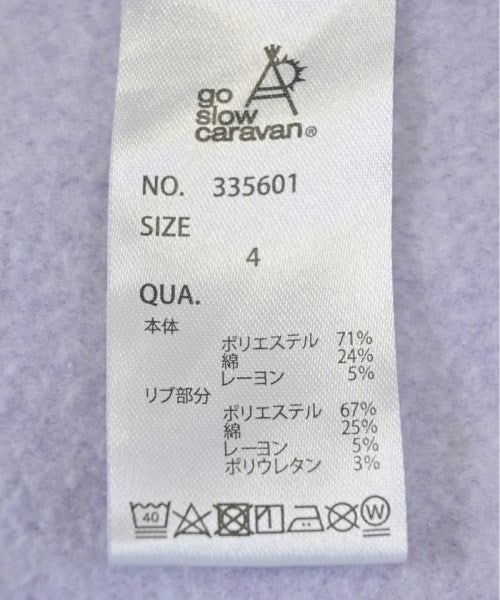 go
slow
caravan®
NO. 335601
SIZE
4
QUA.
本体
ポリエステル 71%
綿 24%
レーヨン 5%
リブ部分
ポリエステル 67%
綿 25%
レーヨン 5%
ポリウレタン 3%
40 W